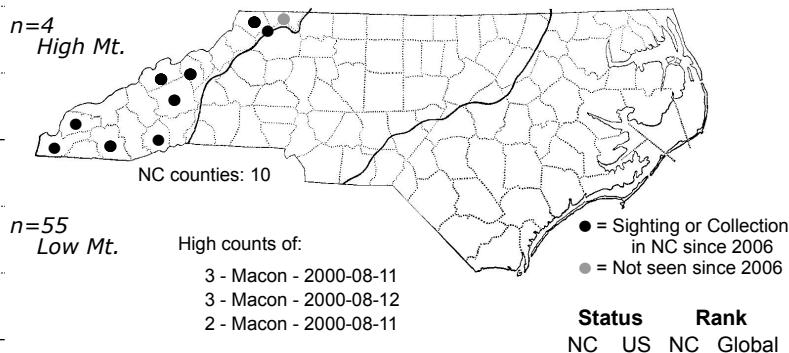 n=4
High Mt.
NC counties: 10
n=55
Low Mt.
High counts of:
3 - Macon - 2000-08-11
3 - Macon - 2000-08-12
2 - Macon - 2000-08-11
● = Sighting or Collection
in NC since 2006
● = Not seen since 2006
Status Rank
NC US NC Global